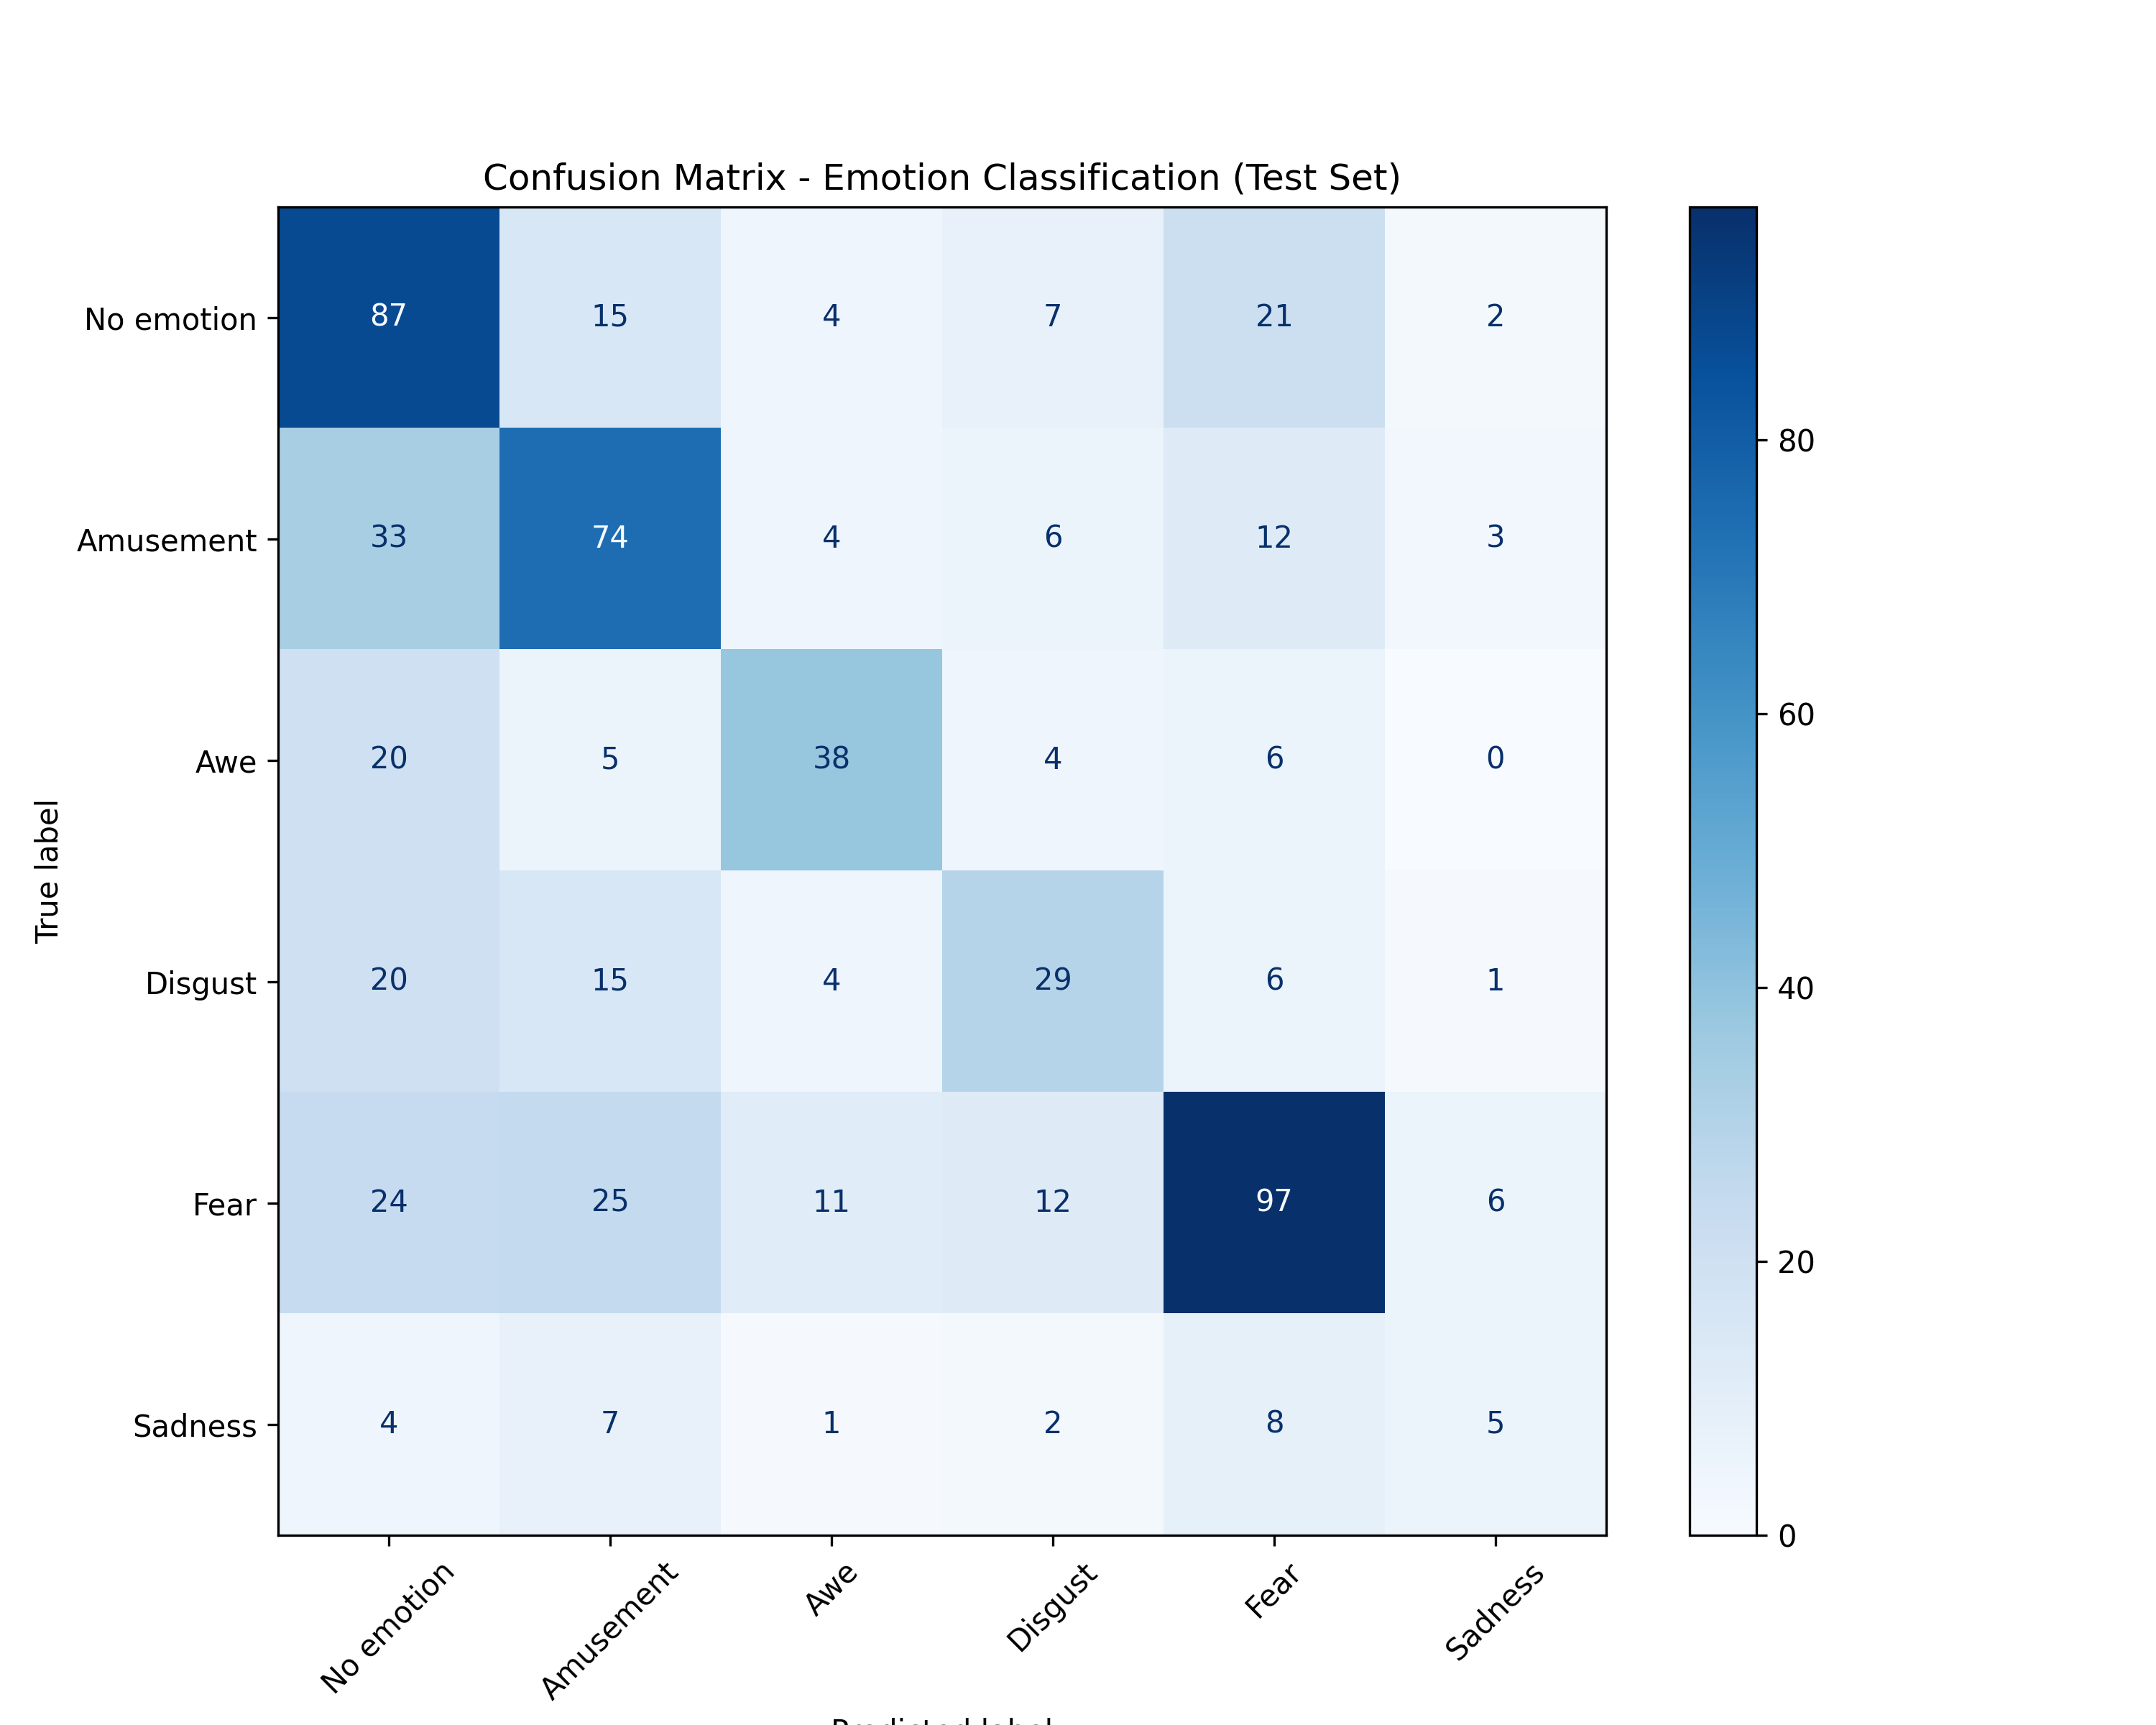 Confusion Matrix - Emotion Classification (Test Set)
No emotion 87 15 4 7 21 2
Amusement 33 74 4 6 12 3
Awe 20 5 38 4 6 0
Disgust 20 15 4 29 6 1
Fear 24 25 11 12 97 6
Sadness 4 7 1 2 8 5
True label
No emotion Amusement Awe Disgust Fear Sadness
Predicted label
80
60
40
20
0